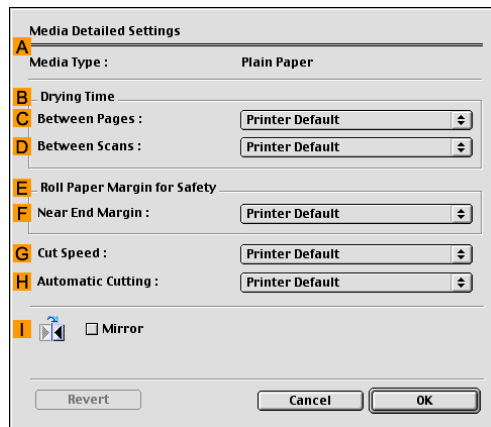 Media Detailed Settings
A
Media Type : Plain Paper
B Drying Time
C Between Pages : Printer Default
D Between Scans : Printer Default
E Roll Paper Margin for Safety
F Near End Margin : Printer Default
G Cut Speed : Printer Default
H Automatic Cutting : Printer Default
I Mirror
Revert Cancel OK